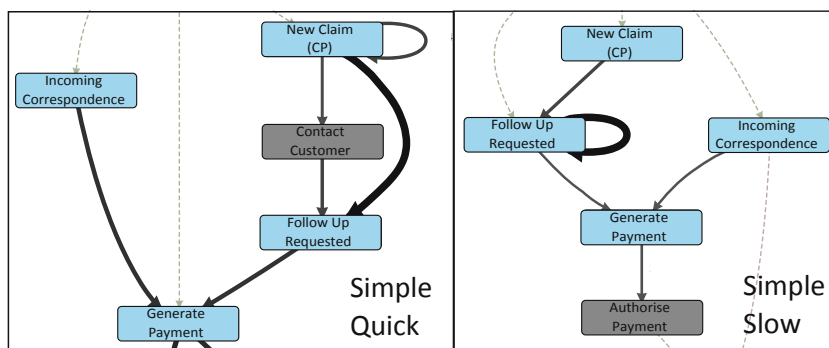 New Claim
(CP)
Incoming
Correspondence
Contact
Customer
Follow Up
Requested
Generate
Payment
Simple
Quick
New Claim
(CP)
Follow Up
Requested
Incoming
Correspondence
Generate
Payment
Authorise
Payment
Simple
Slow